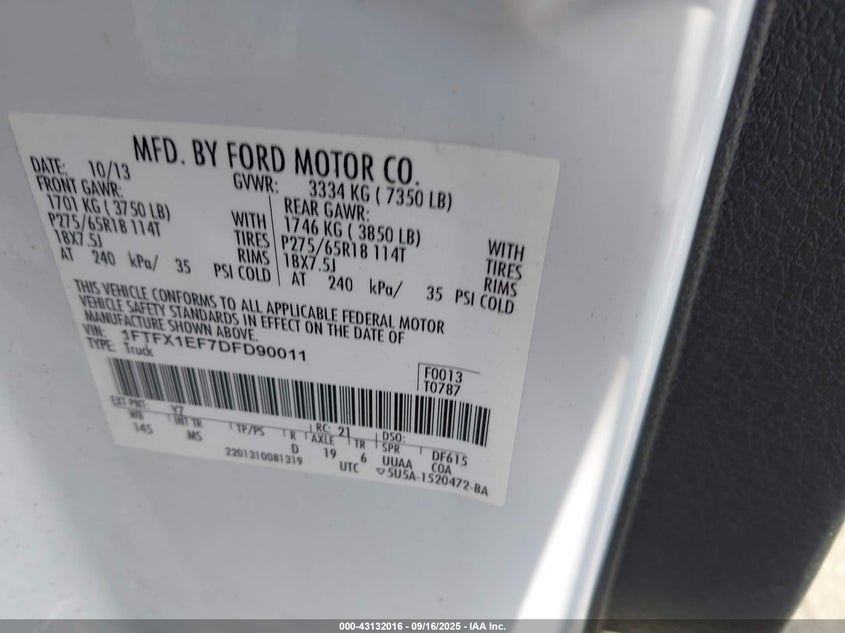 MFD. BY FORD MOTOR CO.
DATE: 10/13 GVWR: 3334 KG ( 7350 LB)
FRONT GAWR: REAR GAWR:
1701 KG ( 3750 LB) WITH 1746 KG ( 3850 LB) WITH
P275/65R18 114T TIRES P275/65R18 114T TIRES
18X7.5J RIMS 18X7.5J RIMS
AT 240 kPa/ 35 PSI COLD AT 240 kPa/ 35 PSI COLD
THIS VEHICLE CONFORMS TO ALL APPLICABLE FEDERAL MOTOR
VEHICLE SAFETY STANDARDS IN EFFECT ON THE DATE OF
MANUFACTURE SHOWN ABOVE.
VIN: 1FTFX1EF7DFD90011
TYPE: Truck
F0013
T0787
EXT PNT: YZ RC: 21 DSO:
WB INT TR TP/PS R AXLE TR SPR DF615
145 MS D 19 6 UUAA COA
2201310081319 UTC ▽5U5A-1520472-BA
000-43132016 - 09/16/2025 - IAA Inc.